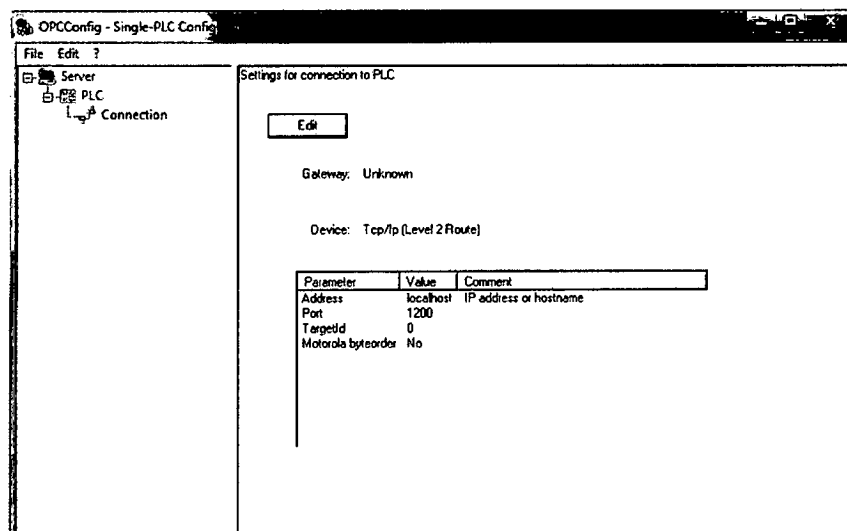 OPCConfig - Single-PLC Config
File Edit ?
Server
PLC
Connection
Settings for connection to PLC
Edit
Gateway: Unknown
Device: Tcp/Ip (Level 2 Route)
Parameter Value Comment
Address localhost IP address or hostname
Port 1200
TargetId 0
Motorola byteorder No